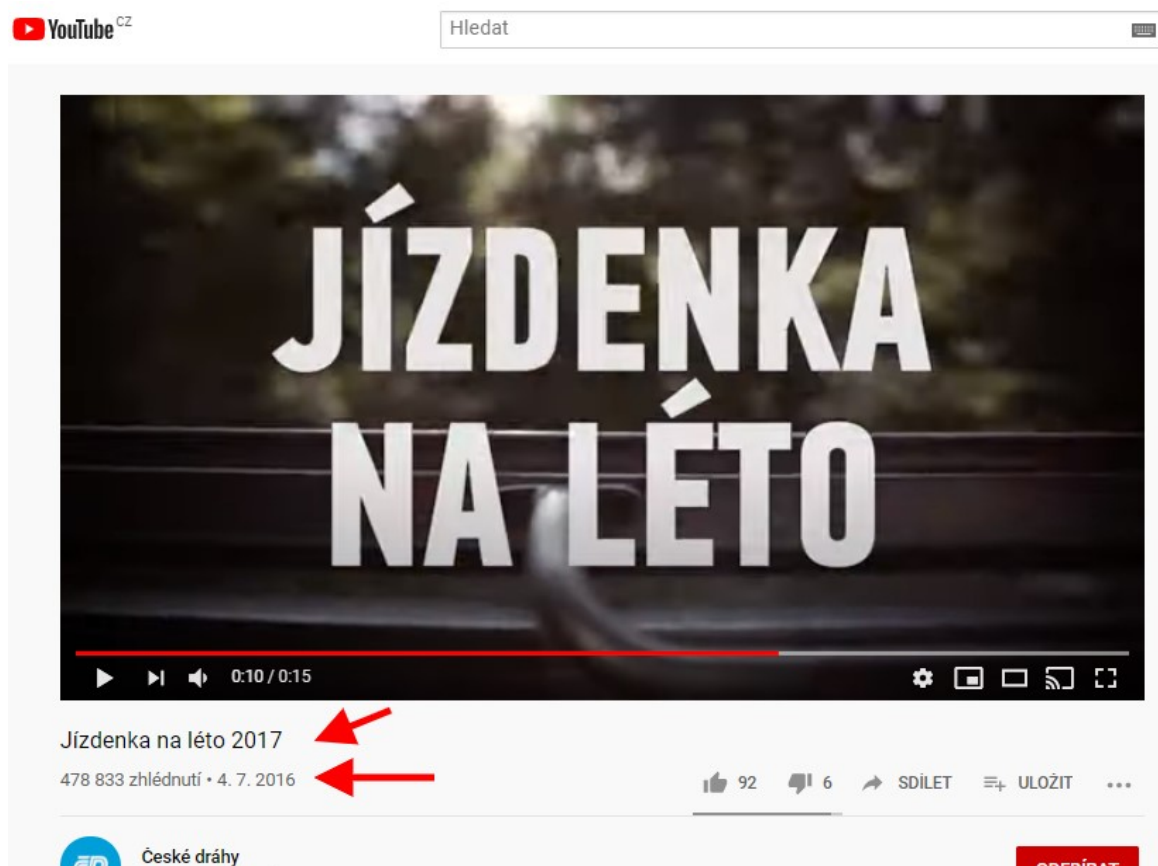 YouTube CZ
Hledat
JÍZDENKA
NA LÉTO
0:10 / 0:15
Jízdenka na léto 2017
478 833 zhlédnutí • 4. 7. 2016
92 6 SDÍLET ULOŽIT
České dráhy
ODEBÍRAT